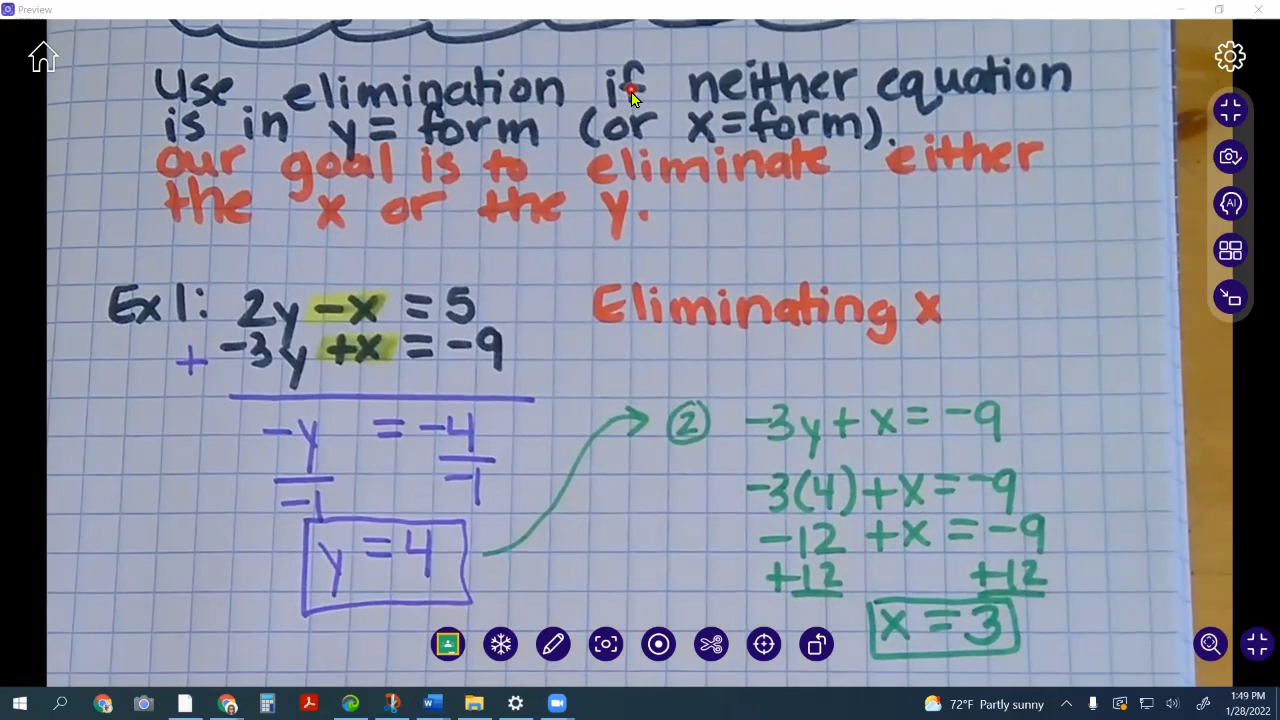 Preview
Use elimination if neither equation
is in y= form (or x=form).
our goal is to eliminate either
the x or the y.
Ex 1: 2y -x = 5
+ -3y +x = -9
-y = -4
-1 -1
y = 4
Eliminating x
② -3y + x = -9
-3(4) + x = -9
-12 + x = -9
+12 +12
x = 3
AI
72°F Partly sunny
1:49 PM
1/28/2022